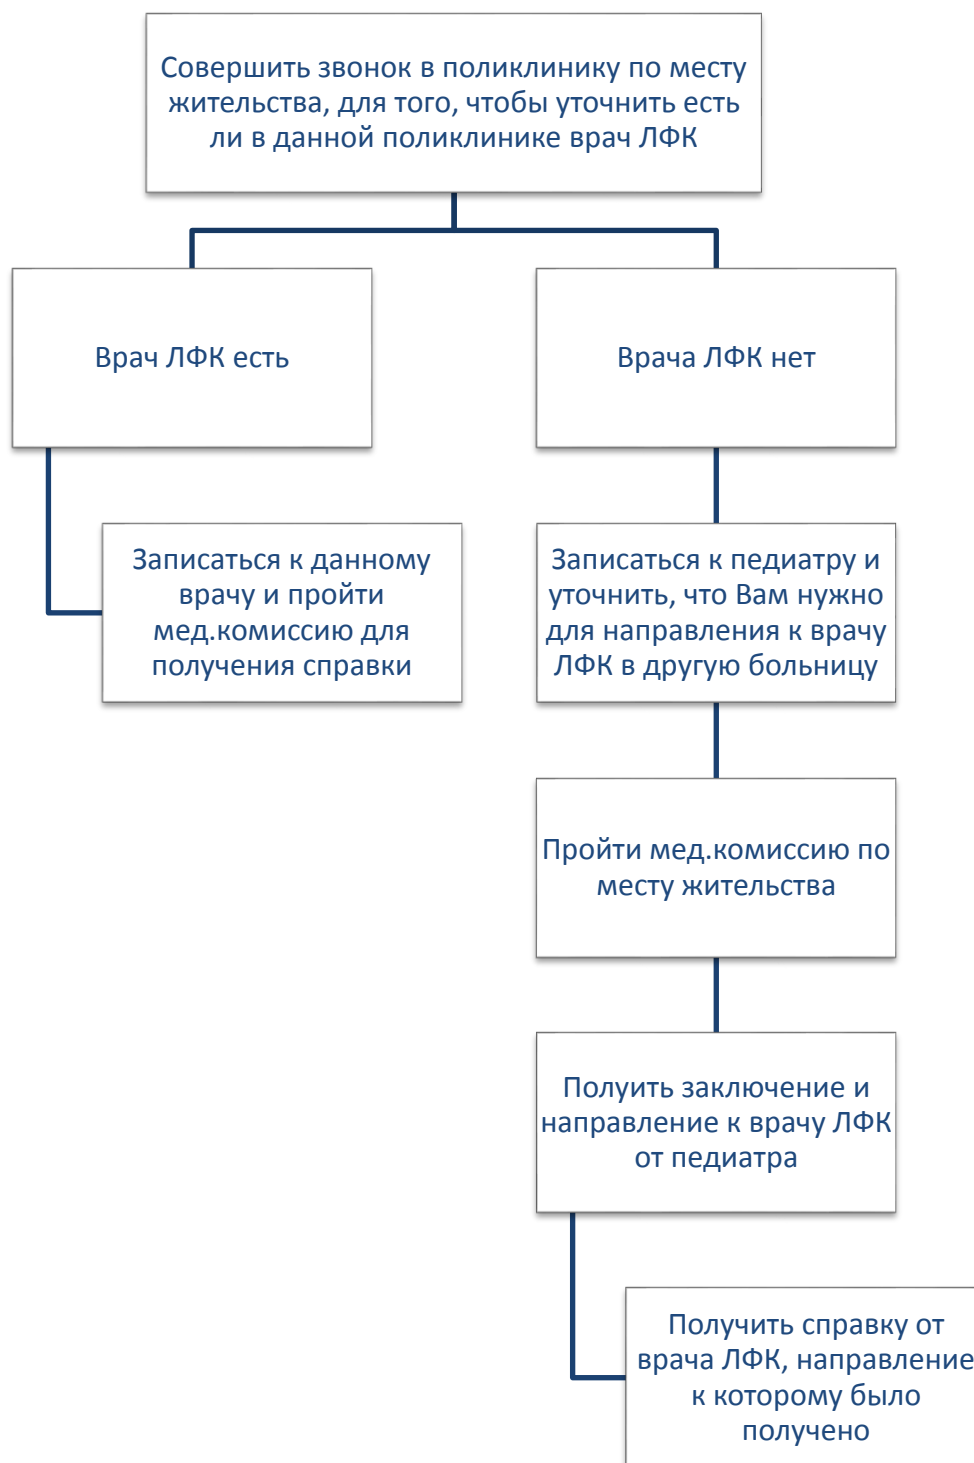 Совершить звонок в поликлинику по месту
жительства, для того, чтобы уточнить есть
ли в данной поликлинике врач ЛФК
Врач ЛФК есть
Врача ЛФК нет
Записаться к данному
врачу и пройти
мед.комиссию для
получения справки
Записаться к педиатру и
уточнить, что Вам нужно
для направления к врачу
ЛФК в другую больницу
Пройти мед.комиссию по
месту жительства
Полуить заключение и
направление к врачу ЛФК
от педиатра
Получить справку от
врача ЛФК, направление
к которому было
получено